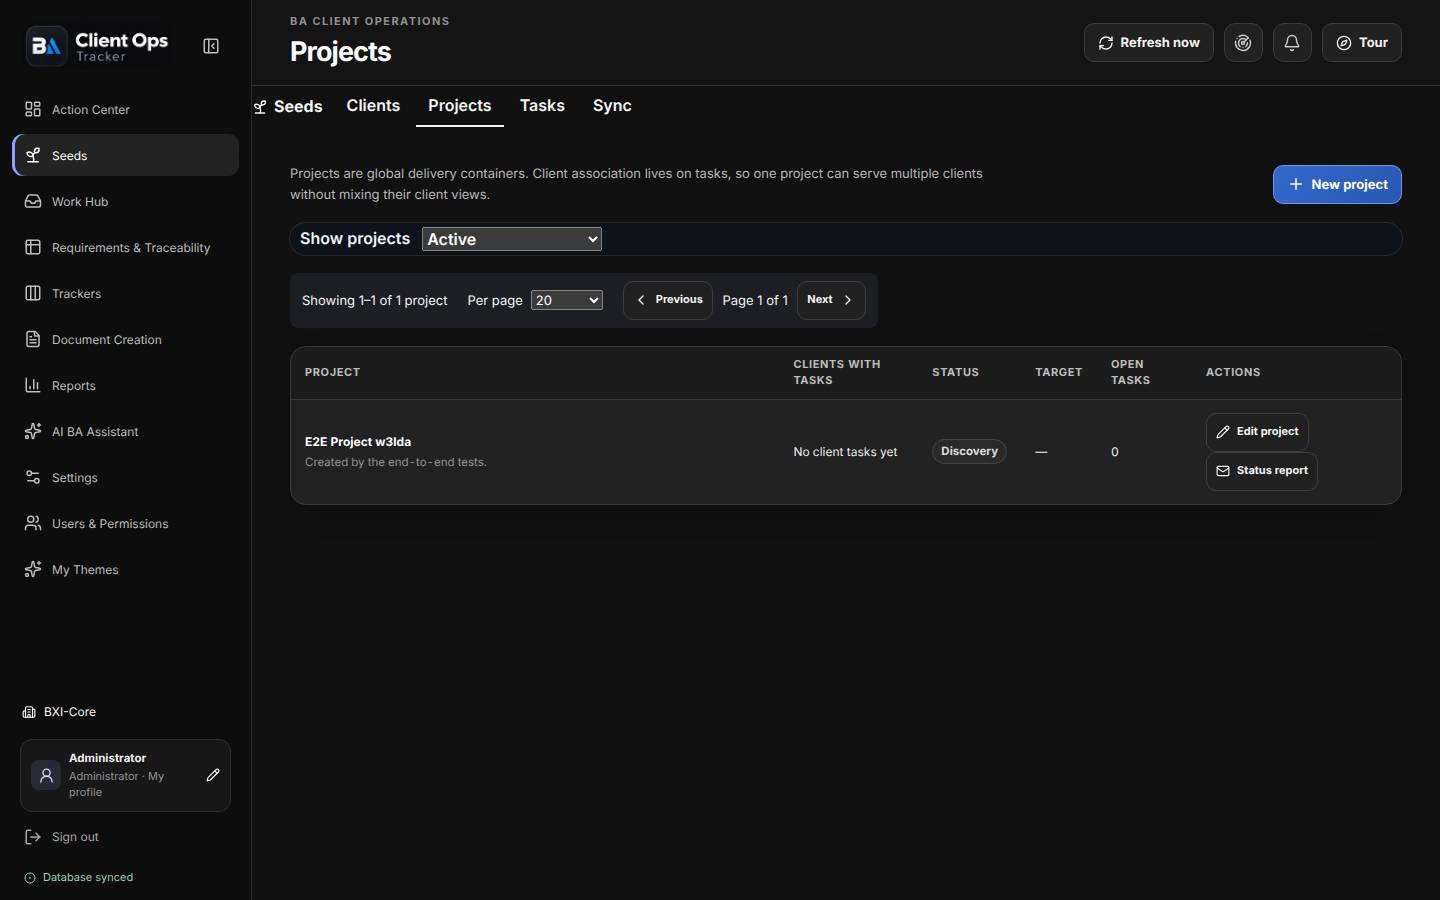 BA Client Ops
Tracker
Action Center
Seeds
Work Hub
Requirements & Traceability
Trackers
Document Creation
Reports
AI BA Assistant
Settings
Users & Permissions
My Themes
BXI-Core
Administrator
Administrator · My
profile
Sign out
Database synced
BA CLIENT OPERATIONS
Projects
Refresh now
Tour
Seeds Clients Projects Tasks Sync
Projects are global delivery containers. Client association lives on tasks, so one project can serve multiple clients
without mixing their client views.
New project
Show projects Active
Showing 1–1 of 1 project Per page 20 Previous Page 1 of 1 Next
PROJECT CLIENTS WITH TASKS STATUS TARGET OPEN TASKS ACTIONS
E2E Project w3lda
Created by the end-to-end tests.
No client tasks yet Discovery — 0
Edit project
Status report